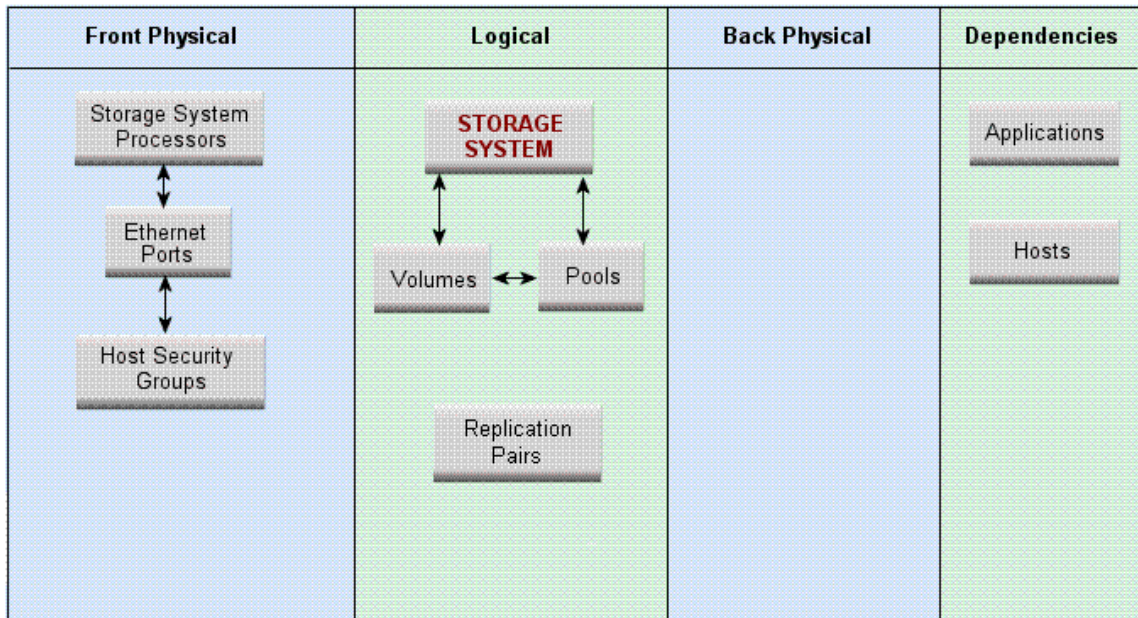 Front Physical
Logical
Back Physical
Dependencies
Storage System
Processors
Ethernet
Ports
Host Security
Groups
STORAGE
SYSTEM
Volumes
Pools
Replication
Pairs
Applications
Hosts